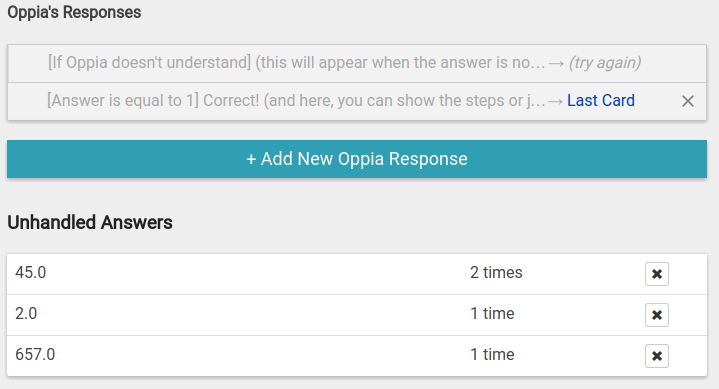 Oppia's Responses
[If Oppia doesn't understand] (this will appear when the answer is no... → (try again)
[Answer is equal to 1] Correct! (and here, you can show the steps or j... → Last Card
+ Add New Oppia Response
Unhandled Answers
45.0 2 times
2.0 1 time
657.0 1 time